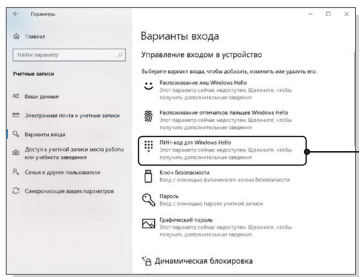 Параметры
Главная
Найти параметр
Учетные записи
Ваши данные
Электронная почта и учетные записи
Варианты входа
Доступ к учетной записи места работы
или учебного заведения
Семья и другие пользователи
Синхронизация ваших параметров
Варианты входа
Управление входом в устройство
Выберите вариант входа, чтобы добавить, изменить или удалить его.
Распознавание лиц Windows Hello
Этот параметр сейчас недоступен. Щелкните, чтобы
получить дополнительные сведения
Распознавание отпечатков пальцев Windows Hello
Этот параметр сейчас недоступен. Щелкните, чтобы
получить дополнительные сведения
ПИН-код для Windows Hello
Этот параметр сейчас недоступен. Щелкните, чтобы
получить дополнительные сведения
Ключ безопасности
Вход с помощью физического ключа безопасности
Пароль
Вход с помощью пароля учетной записи
Графический пароль
Этот параметр сейчас недоступен. Щелкните, чтобы
получить дополнительные сведения
Динамическая блокировка